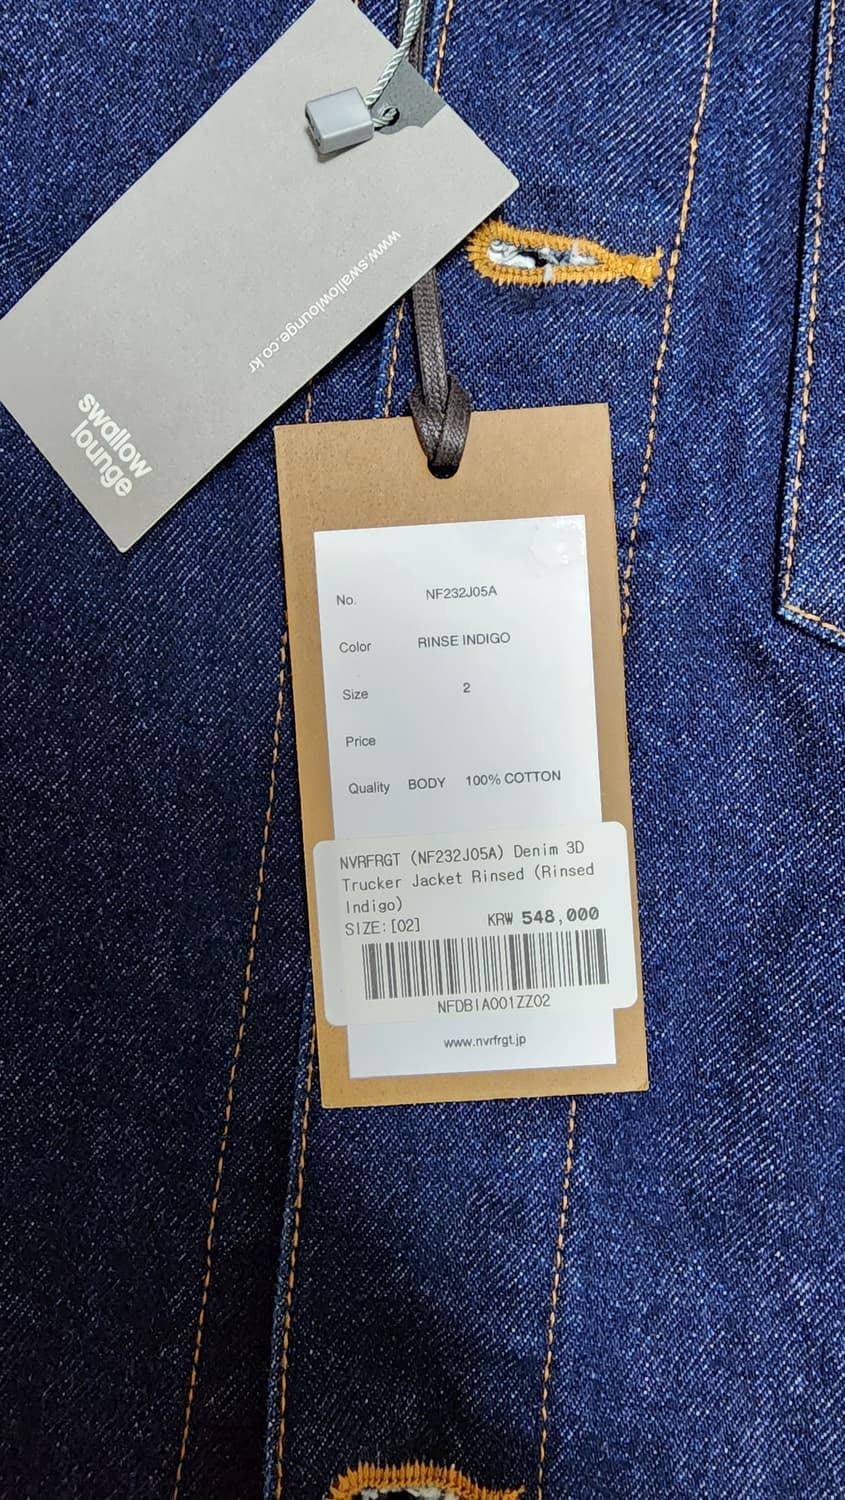 www.swallowlounge.co.kr
swallow
lounge
No. NF232J05A
Color RINSE INDIGO
Size 2
Price
Quality BODY 100% COTTON
NVRFRGT (NF232J05A) Denim 3D
Trucker Jacket Rinsed (Rinsed
Indigo)
SIZE:[02] KRW 548,000
NFDBIA001ZZ02
www.nvrfrgt.jp